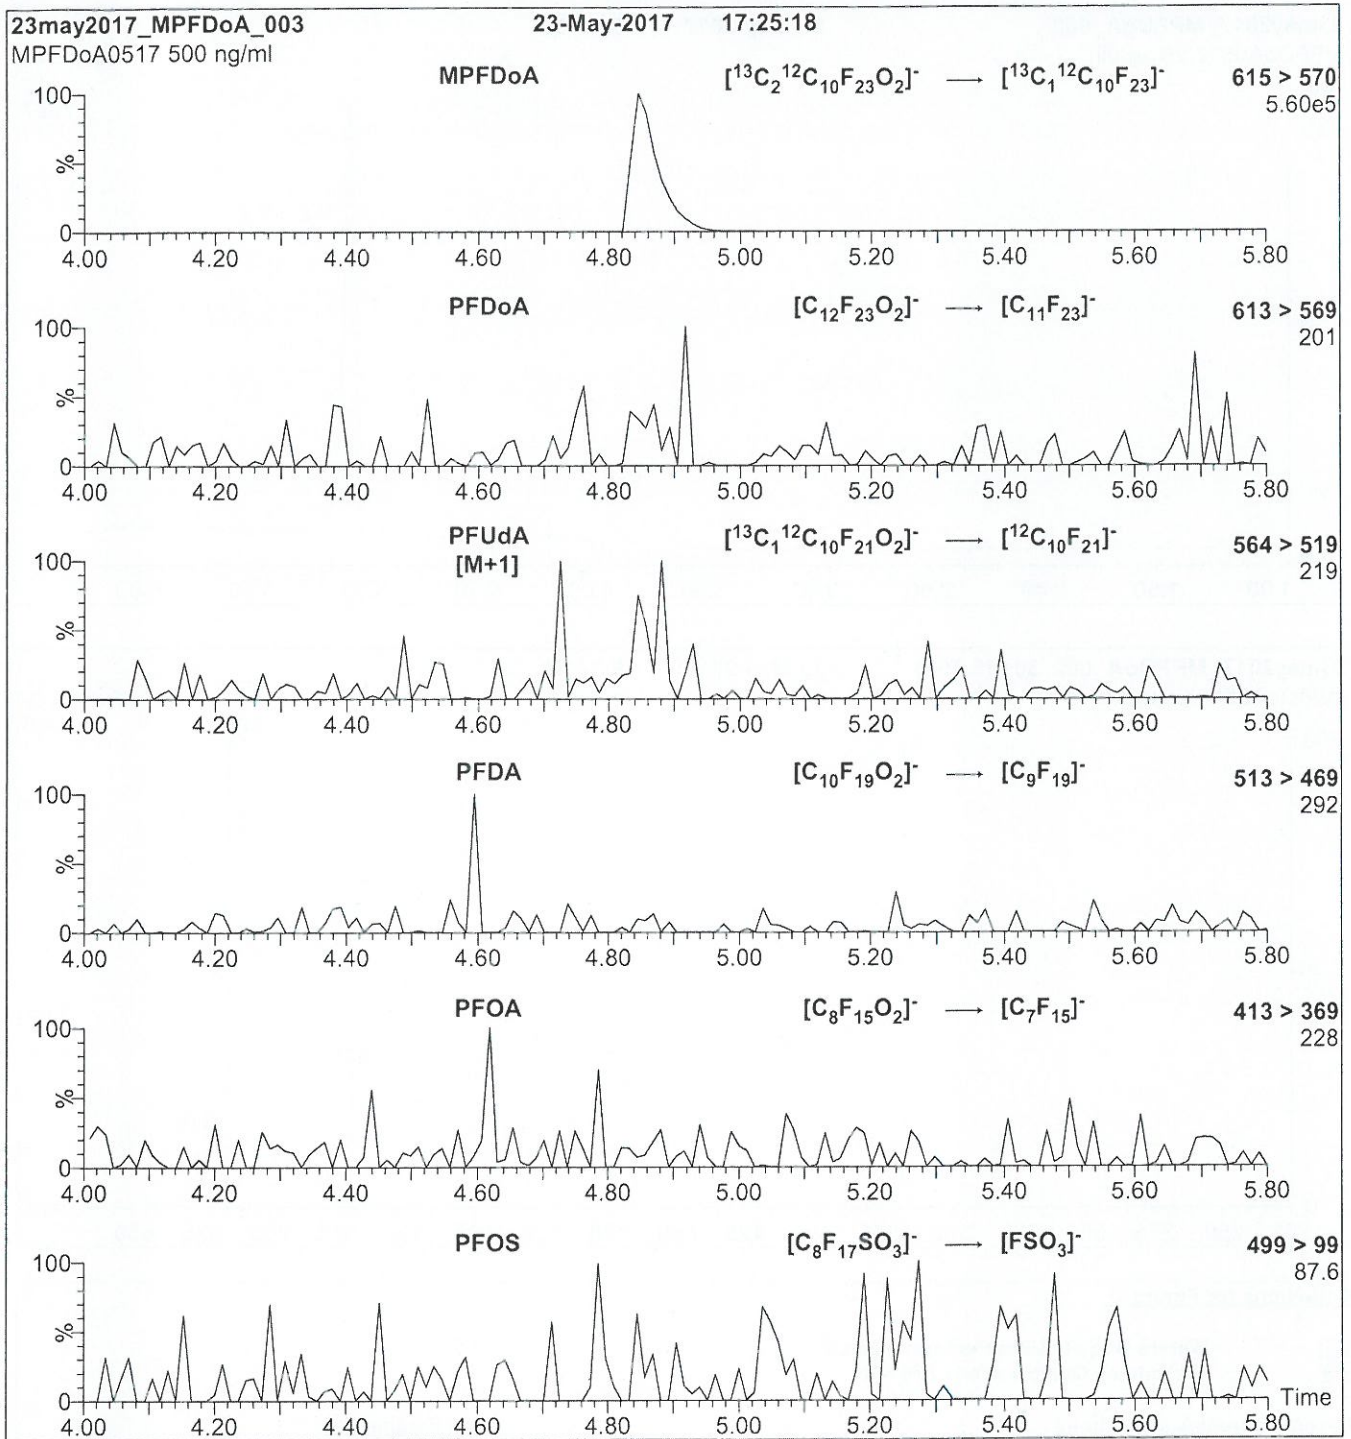 23may2017_MPFDoA_003 23-May-2017 17:25:18
MPFDoA0517 500 ng/ml
MPFDoA [¹³C₂¹²C₁₀F₂₃O₂]⁻ → [¹³C₁¹²C₁₀F₂₃]⁻ 615 > 570
5.60e5
100
%
0
4.00 4.20 4.40 4.60 4.80 5.00 5.20 5.40 5.60 5.80
PFDoA [C₁₂F₂₃O₂]⁻ → [C₁₁F₂₃]⁻ 613 > 569
201
100
%
0
4.00 4.20 4.40 4.60 4.80 5.00 5.20 5.40 5.60 5.80
PFUdA [¹³C₁¹²C₁₀F₂₁O₂]⁻ → [¹²C₁₀F₂₁]⁻ 564 > 519
[M+1] 219
100
%
0
4.00 4.20 4.40 4.60 4.80 5.00 5.20 5.40 5.60 5.80
PFDA [C₁₀F₁₉O₂]⁻ → [C₉F₁₉]⁻ 513 > 469
292
100
%
0
4.00 4.20 4.40 4.60 4.80 5.00 5.20 5.40 5.60 5.80
PFOA [C₈F₁₅O₂]⁻ → [C₇F₁₅]⁻ 413 > 369
228
100
%
0
4.00 4.20 4.40 4.60 4.80 5.00 5.20 5.40 5.60 5.80
PFOS [C₈F₁₇SO₃]⁻ → [FSO₃]⁻ 499 > 99
87.6
100
%
0 Time
4.00 4.20 4.40 4.60 4.80 5.00 5.20 5.40 5.60 5.80